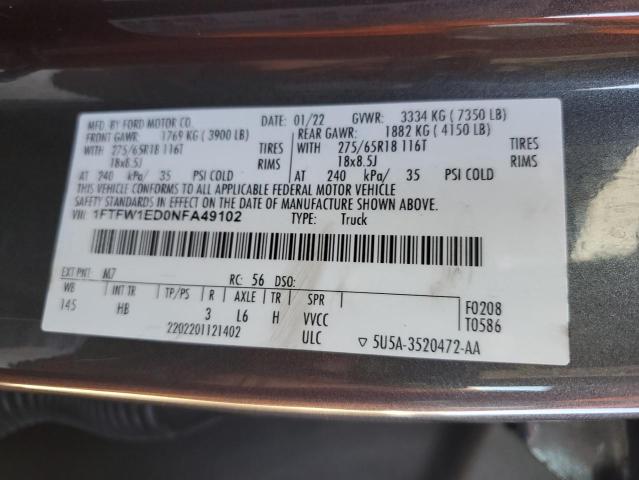 MFD. BY FORD MOTOR CO. DATE: 01/22 GVWR: 3334 KG ( 7350 LB)
FRONT GAWR: 1769 KG ( 3900 LB) REAR GAWR: 1882 KG ( 4150 LB)
WITH 275/65R18 116T TIRES WITH 275/65R18 116T TIRES
18x8.5J RIMS 18x8.5J RIMS
AT 240 kPa/ 35 PSI COLD AT 240 kPa/ 35 PSI COLD
THIS VEHICLE CONFORMS TO ALL APPLICABLE FEDERAL MOTOR VEHICLE
SAFETY STANDARDS IN EFFECT ON THE DATE OF MANUFACTURE SHOWN ABOVE.
VIN: 1FTFW1ED0NFA49102 TYPE: Truck
EXT PNT: M7 RC: 56 DSO:
WB INT TR TP/PS R AXLE TR SPR
145 HB 3 L6 H VVCC F0208
2202201121402 ULC T0586
▽ 5U5A-3520472-AA